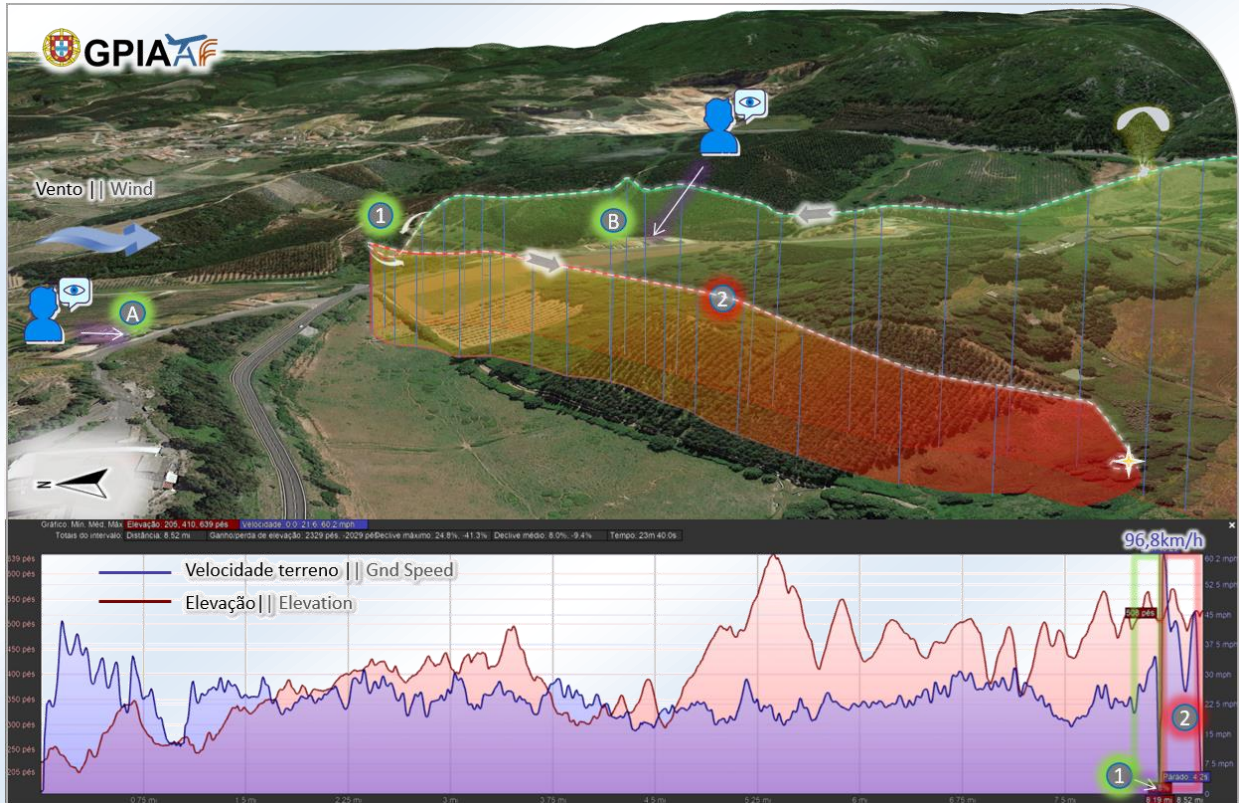 GPIAAF
Vento || Wind
1
B
A
2
N
Gráfico: Mín, Méd, Máx Elevação: 205, 410, 639 pés Velocidade: 0.0 21.6 60.2 mph
Totais do intervalo: Distância: 8.52 mi Ganho/perda de elevação: 2329 pés, -2029 pés Declive máximo: 24.8%, -41.3% Declive médio: 8.0%, -9.4% Tempo: 23m 40.0s
96,8km/h
639 pés
600 pés
550 pés
500 pés
450 pés
400 pés
350 pés
300 pés
250 pés
205 pés
Velocidade terreno || Gnd Speed
Elevação || Elevation
508 pés
60.2 mph
52.5 mph
45 mph
37.5 mph
30 mph
22.5 mph
15 mph
7.5 mph
0
2
1
Parado: 4.2s
0.75 mi 1.5 mi 2.25 mi 3 mi 3.75 mi 4.5 mi 5.25 mi 6 mi 6.75 mi 7.5 mi 8.19 mi 8.52 mi